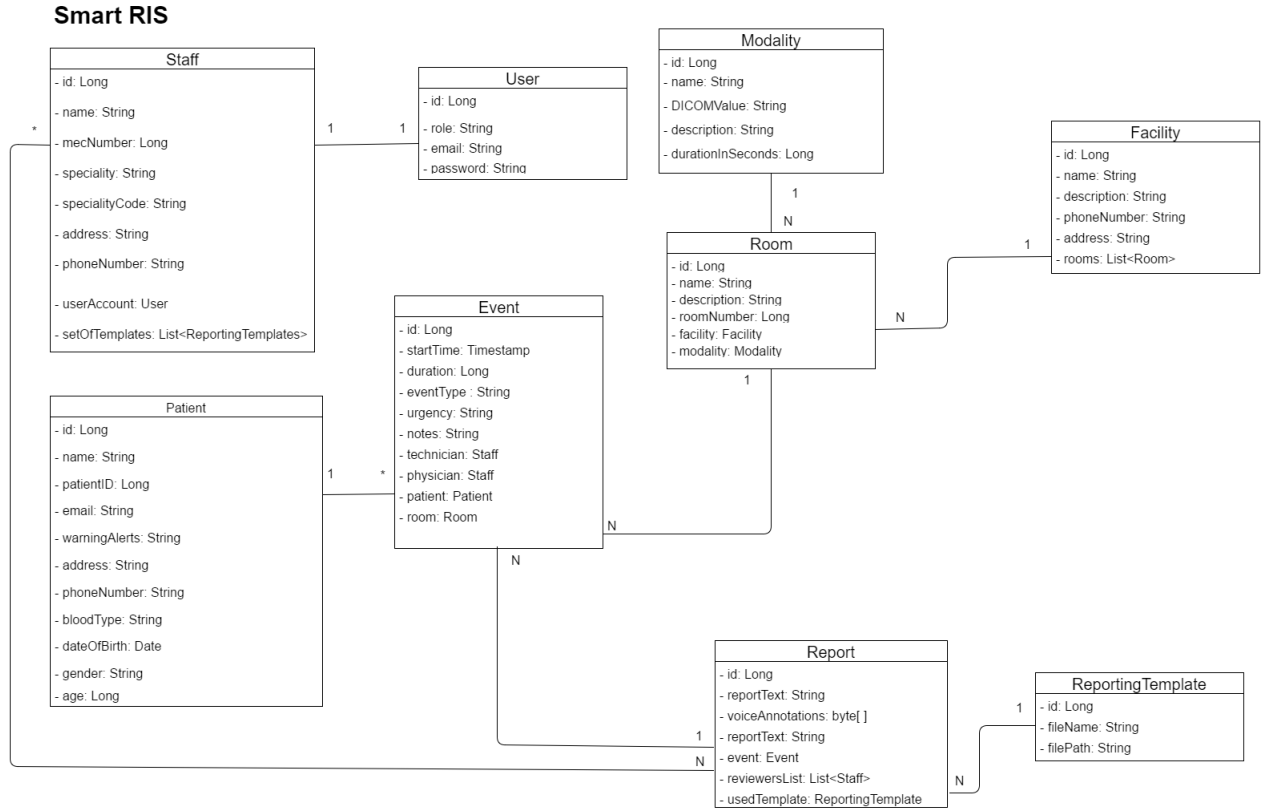 Smart RIS
Staff
- id: Long
- name: String
- mecNumber: Long
- speciality: String
- specialityCode: String
- address: String
- phoneNumber: String
- userAccount: User
- setOfTemplates: List<ReportingTemplates>
*
1
1
User
- id: Long
- role: String
- email: String
- password: String
Modality
- id: Long
- name: String
- DICOMValue: String
- description: String
- durationInSeconds: Long
1
N
Facility
- id: Long
- name: String
- description: String
- phoneNumber: String
- address: String
- rooms: List<Room>
1
N
Room
- id: Long
- name: String
- description: String
- roomNumber: Long
- facility: Facility
- modality: Modality
1
Event
- id: Long
- startTime: Timestamp
- duration: Long
- eventType : String
- urgency: String
- notes: String
- technician: Staff
- physician: Staff
- patient: Patient
- room: Room
N
N
Patient
- id: Long
- name: String
- patientID: Long
- email: String
- warningAlerts: String
- address: String
- phoneNumber: String
- bloodType: String
- dateOfBirth: Date
- gender: String
- age: Long
1
*
Report
- id: Long
- reportText: String
- voiceAnnotations: byte[ ]
- reportText: String
- event: Event
- reviewersList: List<Staff>
- usedTemplate: ReportingTemplate
1
N
N
1
ReportingTemplate
- id: Long
- fileName: String
- filePath: String